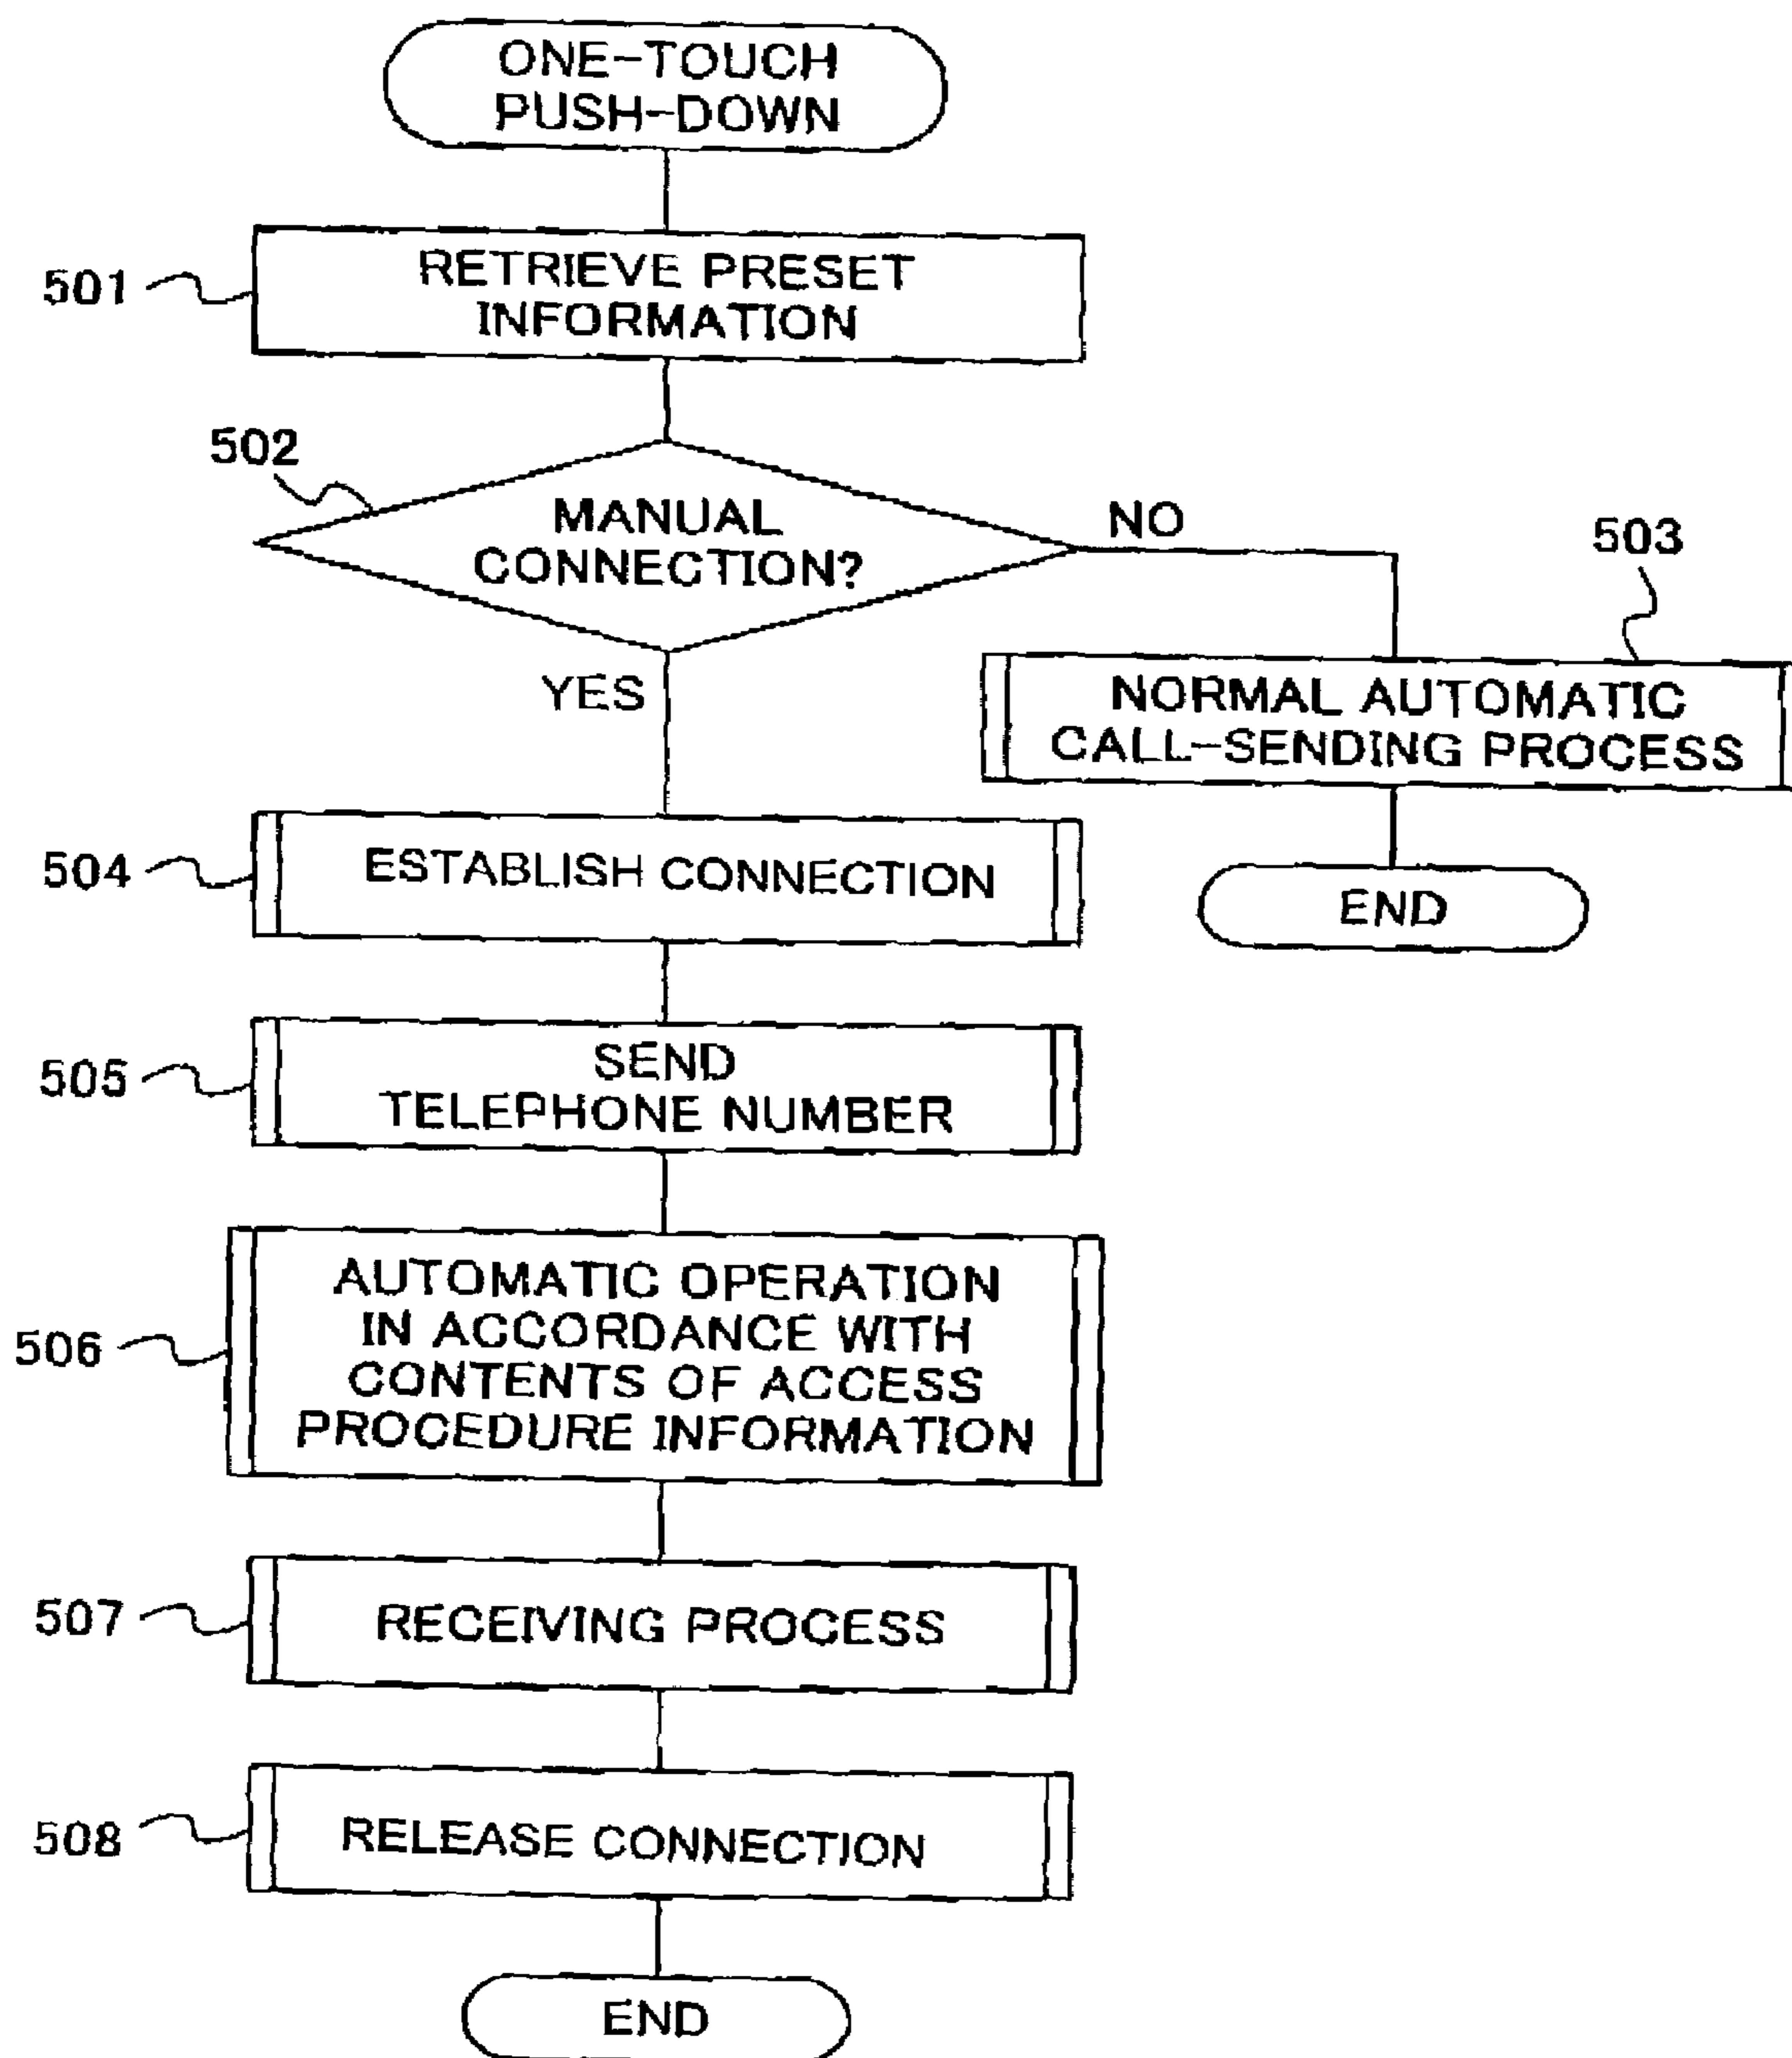 ONE-TOUCH
PUSH-DOWN
501
RETRIEVE PRESET
INFORMATION
502
MANUAL
CONNECTION?
NO
503
YES
NORMAL AUTOMATIC
CALL-SENDING PROCESS
504
ESTABLISH CONNECTION
END
505
SEND
TELEPHONE NUMBER
506
AUTOMATIC OPERATION
IN ACCORDANCE WITH
CONTENTS OF ACCESS
PROCEDURE INFORMATION
507
RECEIVING PROCESS
508
RELEASE CONNECTION
END